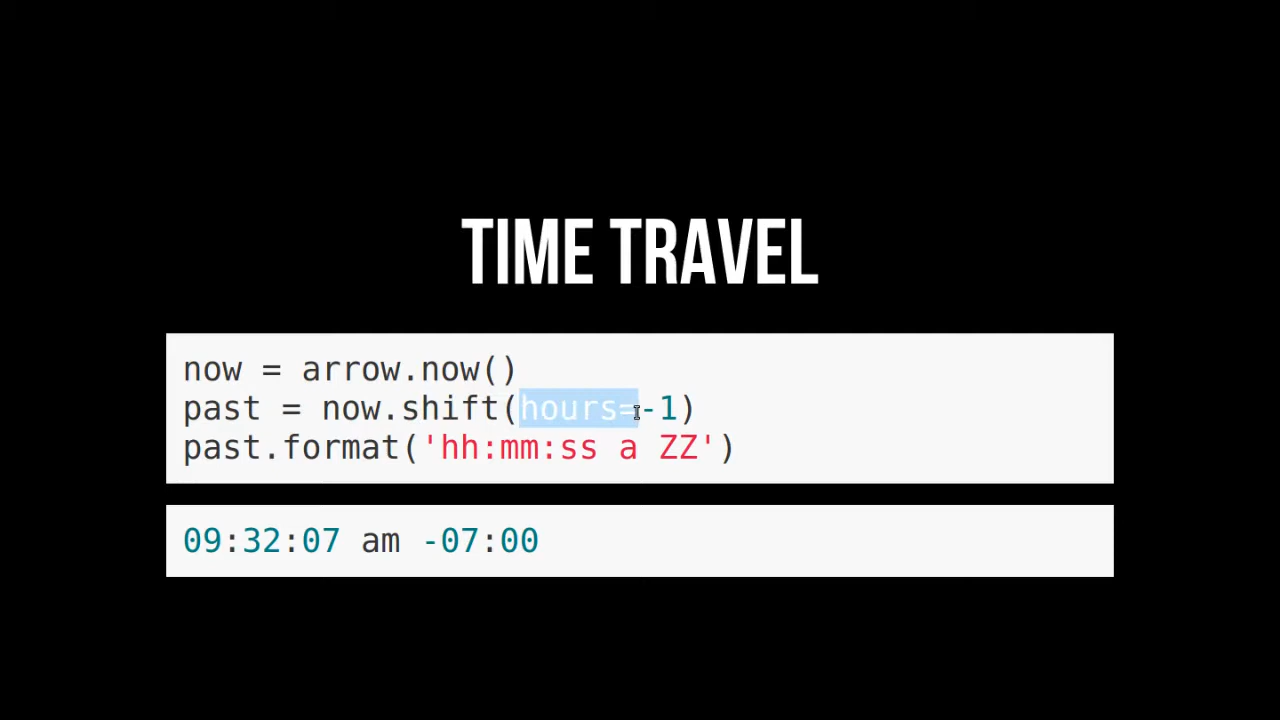 TIME TRAVEL
now = arrow.now()
past = now.shift(hours=-1)
past.format('hh:mm:ss a ZZ')
09:32:07 am -07:00